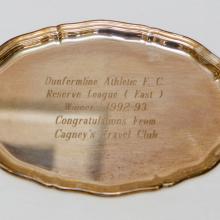 Dunfermline Athletic F.C.
Reserve League ( East )
Winners 1992-93
Congratulations From
Cagney's Travel Club